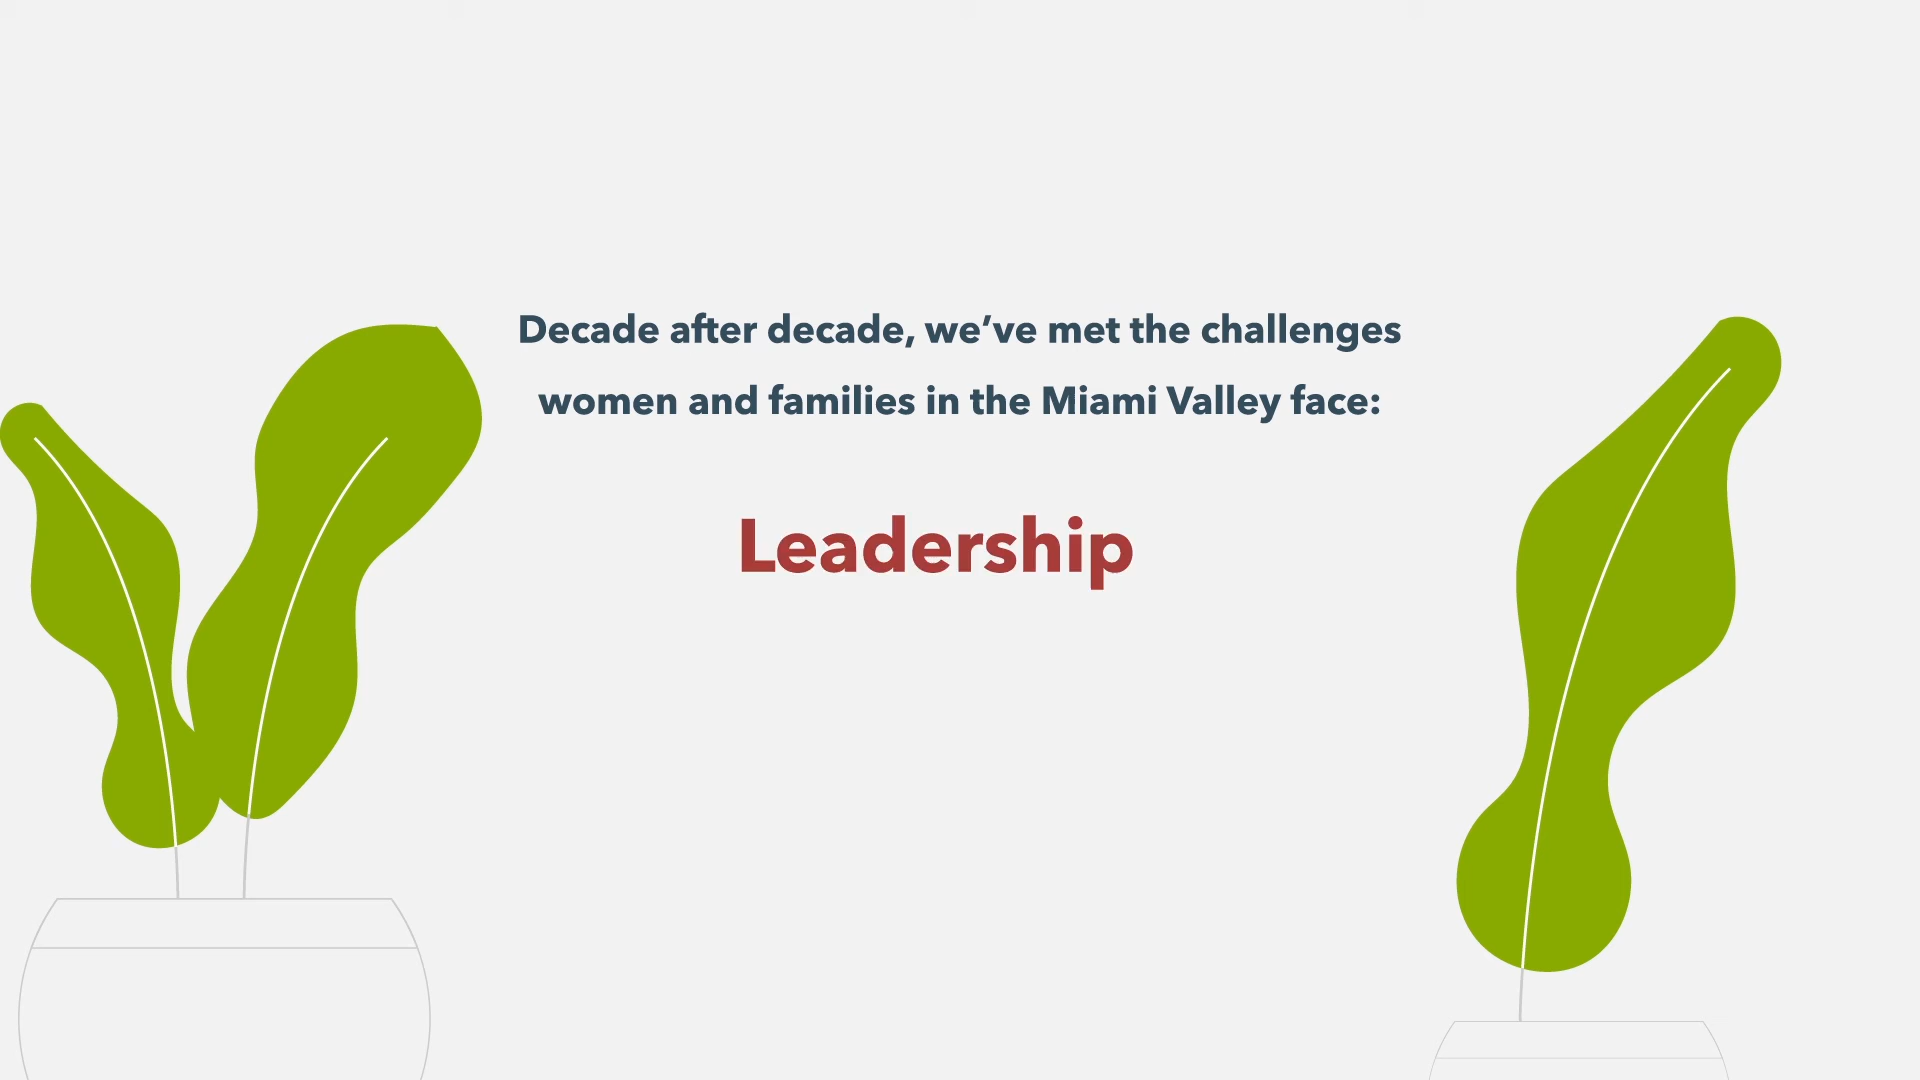 Decade after decade, we’ve met the challenges
women and families in the Miami Valley face:
Leadership